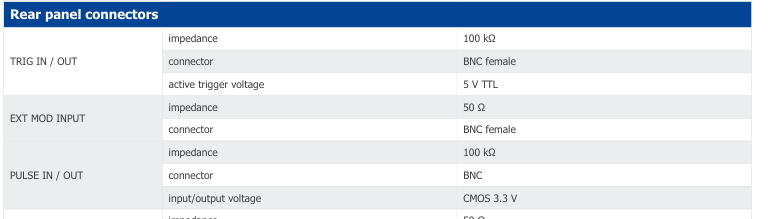 Rear panel connectors
TRIG IN / OUT
impedance 100 kΩ
connector BNC female
active trigger voltage 5 V TTL
EXT MOD INPUT
impedance 50 Ω
connector BNC female
PULSE IN / OUT
impedance 100 kΩ
connector BNC
input/output voltage CMOS 3.3 V
impedance 50 Ω